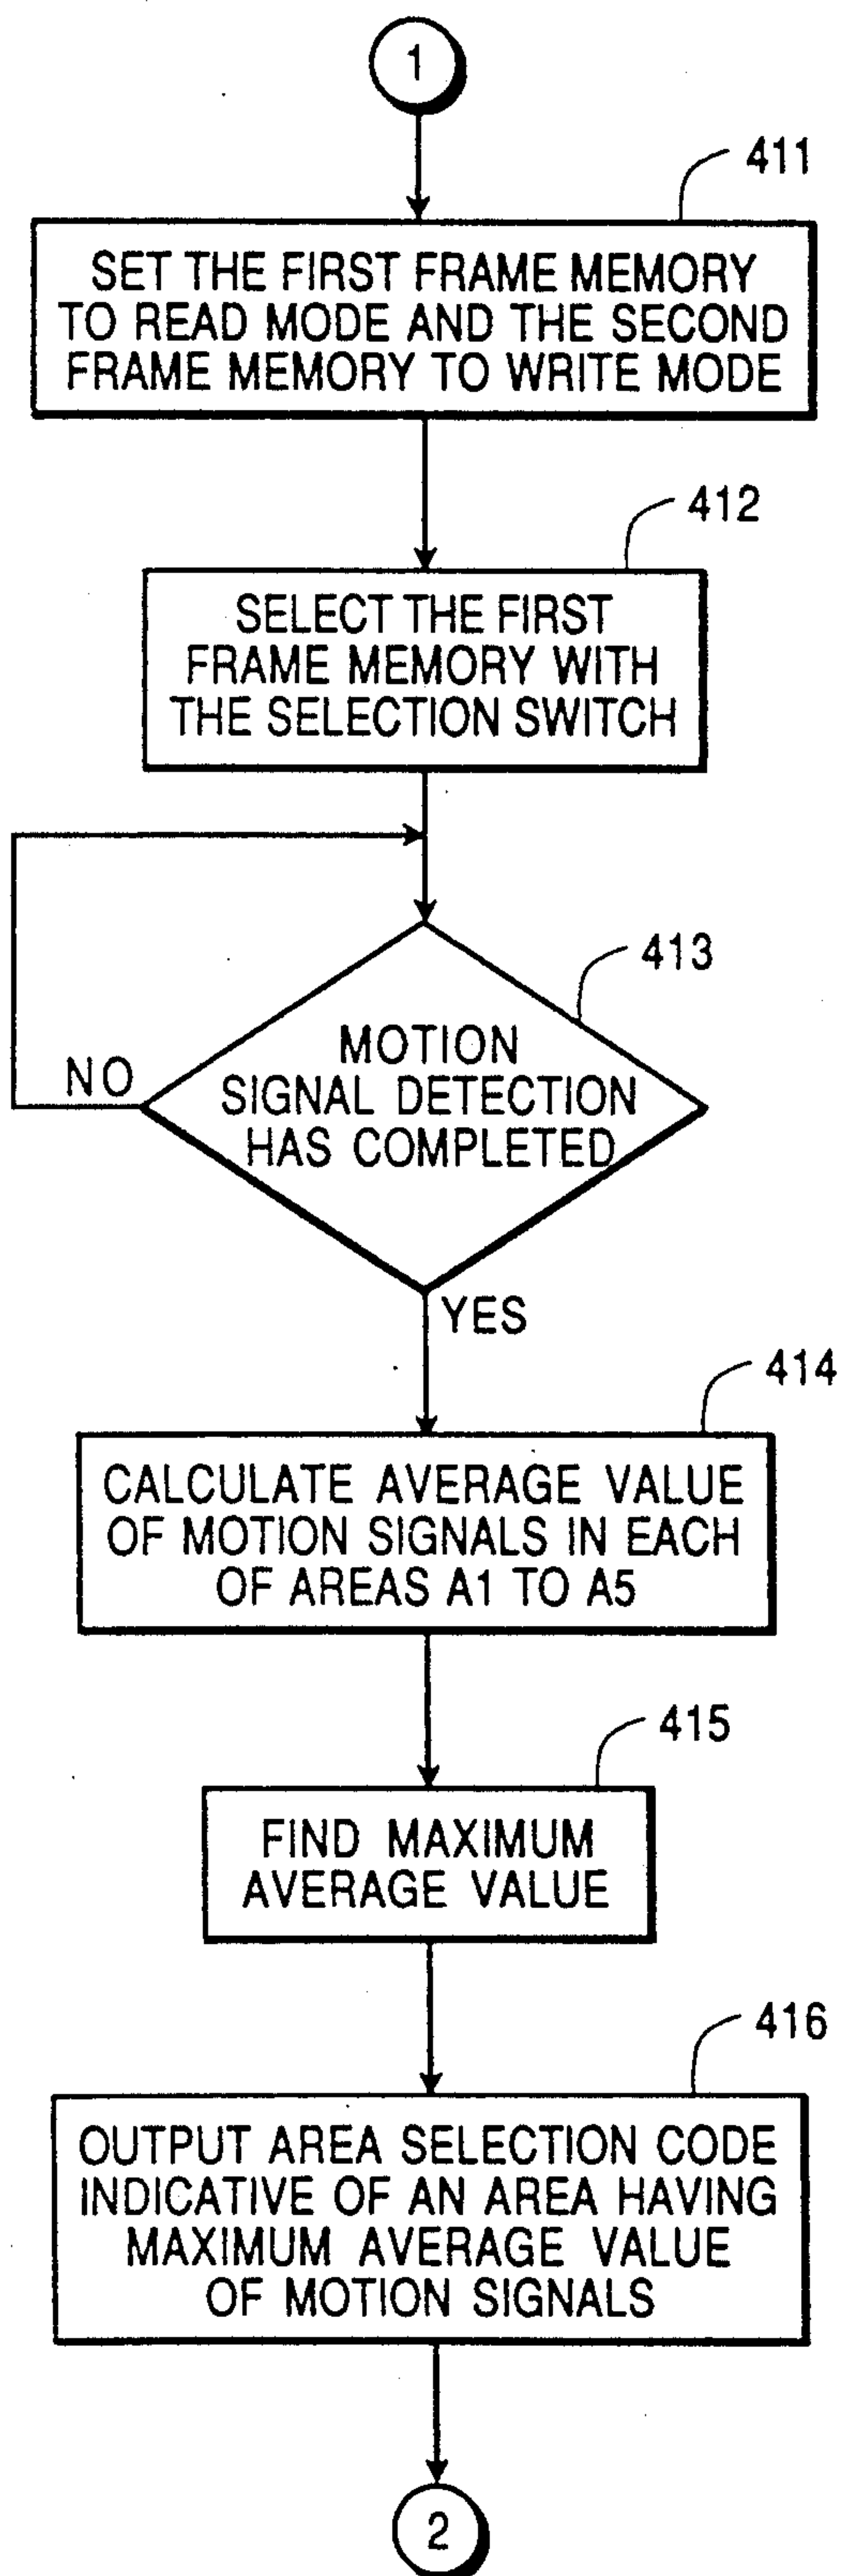 1
411
SET THE FIRST FRAME MEMORY
TO READ MODE AND THE SECOND
FRAME MEMORY TO WRITE MODE
412
SELECT THE FIRST
FRAME MEMORY WITH
THE SELECTION SWITCH
413
MOTION
SIGNAL DETECTION
HAS COMPLETED
NO
YES
414
CALCULATE AVERAGE VALUE
OF MOTION SIGNALS IN EACH
OF AREAS A1 TO A5
415
FIND MAXIMUM
AVERAGE VALUE
416
OUTPUT AREA SELECTION CODE
INDICATIVE OF AN AREA HAVING
MAXIMUM AVERAGE VALUE
OF MOTION SIGNALS
2